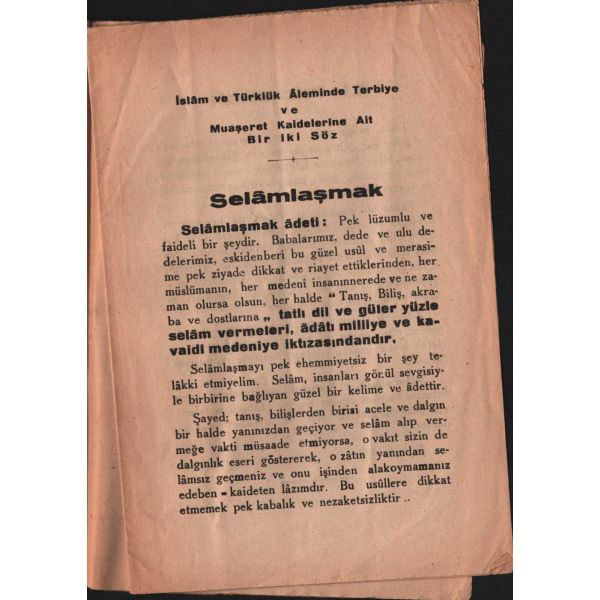 İslâm ve Türklük Âleminde Terbiye
ve
Muaşeret Kaidelerine Ait
Bir iki Söz
Selâmlaşmak
Selâmlaşmak âdeti: Pek lüzumlu ve
faideli bir şeydir. Babalarımız, dede ve ulu de-
delerimiz, eskidenberi bu güzel usûl ve merasi-
me pek ziyade dikkat ve riayet ettiklerinden, her
müslümanın, her medenî insanınnerede ve ne za-
man olursa olsun, her halde “ Tanış, Biliş, akra-
ba ve dostlarına „ tatlı dil ve güler yüzle
selâm vermeleri, âdâtı milliye ve ka-
vaidi medeniye iktızasındandır.
Selâmlaşmayı pek ehemmiyetsiz bir şey te-
lâkki etmiyelim. Selâm, insanları gönül sevgisiy-
le birbirine bağlıyan güzel bir kelime ve âdettir.
Şayed; tanış, bilişlerden birisi acele ve dalgın
bir halde yanınızdan geçiyor ve selâm alıp ver-
meğe vakti müsaade etmiyorsa, o vakıt sizin de
dalgınlık eseri göstererek, o zâtın yanından se-
lâmsız geçmeniz ve onu işinden alakoymamanız
edeben - kaideten lâzımdır. Bu usûllere dikkat
etmemek pek kabalık ve nezaketsizliktir ..